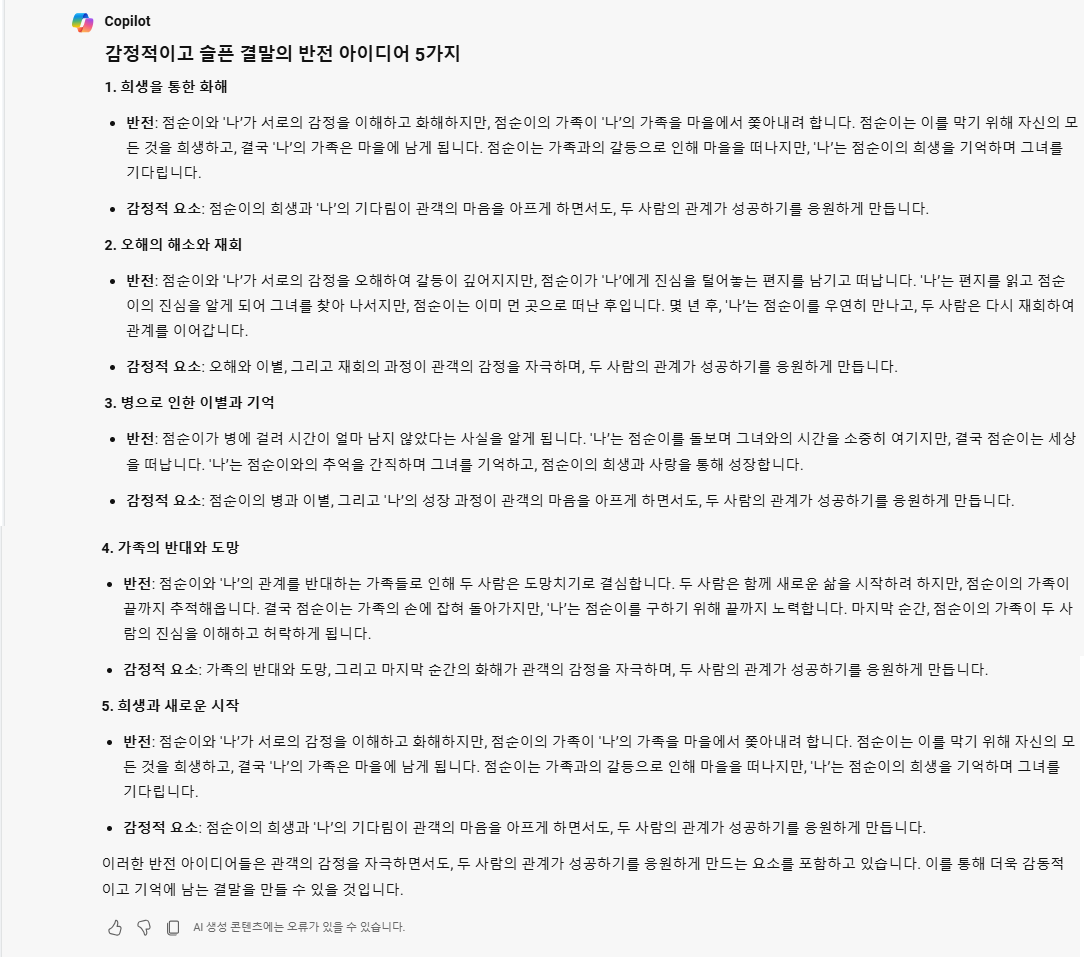 Copilot
감정적이고 슬픈 결말의 반전 아이디어 5가지
1. 희생을 통한 화해
• 반전: 점순이와 '나'가 서로의 감정을 이해하고 화해하지만, 점순이의 가족이 '나'의 가족을 마을에서 쫓아내려 합니다. 점순이는 이를 막기 위해 자신의 모
든 것을 희생하고, 결국 '나'의 가족은 마을에 남게 됩니다. 점순이는 가족과의 갈등으로 인해 마을을 떠나지만, '나'는 점순이의 희생을 기억하며 그녀를
기다립니다.
• 감정적 요소: 점순이의 희생과 '나'의 기다림이 관객의 마음을 아프게 하면서도, 두 사람의 관계가 성공하기를 응원하게 만듭니다.
2. 오해의 해소와 재회
• 반전: 점순이와 '나'가 서로의 감정을 오해하여 갈등이 깊어지지만, 점순이가 '나'에게 진심을 털어놓는 편지를 남기고 떠납니다. '나'는 편지를 읽고 점순
이의 진심을 알게 되어 그녀를 찾아 나서지만, 점순이는 이미 먼 곳으로 떠난 후입니다. 몇 년 후, '나'는 점순이를 우연히 만나고, 두 사람은 다시 재회하여
관계를 이어갑니다.
• 감정적 요소: 오해와 이별, 그리고 재회의 과정이 관객의 감정을 자극하며, 두 사람의 관계가 성공하기를 응원하게 만듭니다.
3. 병으로 인한 이별과 기억
• 반전: 점순이가 병에 걸려 시간이 얼마 남지 않았다는 사실을 알게 됩니다. '나'는 점순이를 돌보며 그녀와의 시간을 소중히 여기지만, 결국 점순이는 세상
을 떠납니다. '나'는 점순이와의 추억을 간직하며 그녀를 기억하고, 점순이의 희생과 사랑을 통해 성장합니다.
• 감정적 요소: 점순이의 병과 이별, 그리고 '나'의 성장 과정이 관객의 마음을 아프게 하면서도, 두 사람의 관계가 성공하기를 응원하게 만듭니다.
4. 가족의 반대와 도망
• 반전: 점순이와 '나'의 관계를 반대하는 가족들로 인해 두 사람은 도망치기로 결심합니다. 두 사람은 함께 새로운 삶을 시작하려 하지만, 점순이의 가족이
끝까지 추적해옵니다. 결국 점순이는 가족의 손에 잡혀 돌아가지만, '나'는 점순이를 구하기 위해 끝까지 노력합니다. 마지막 순간, 점순이의 가족이 두 사
람의 진심을 이해하고 허락하게 됩니다.
• 감정적 요소: 가족의 반대와 도망, 그리고 마지막 순간의 화해가 관객의 감정을 자극하며, 두 사람의 관계가 성공하기를 응원하게 만듭니다.
5. 희생과 새로운 시작
• 반전: 점순이와 '나'가 서로의 감정을 이해하고 화해하지만, 점순이의 가족이 '나'의 가족을 마을에서 쫓아내려 합니다. 점순이는 이를 막기 위해 자신의 모
든 것을 희생하고, 결국 '나'의 가족은 마을에 남게 됩니다. 점순이는 가족과의 갈등으로 인해 마을을 떠나지만, '나'는 점순이의 희생을 기억하며 그녀를
기다립니다.
• 감정적 요소: 점순이의 희생과 '나'의 기다림이 관객의 마음을 아프게 하면서도, 두 사람의 관계가 성공하기를 응원하게 만듭니다.
이러한 반전 아이디어들은 관객의 감정을 자극하면서도, 두 사람의 관계가 성공하기를 응원하게 만드는 요소를 포함하고 있습니다. 이를 통해 더욱 감동적
이고 기억에 남는 결말을 만들 수 있을 것입니다.
AI 생성 콘텐츠에는 오류가 있을 수 있습니다.